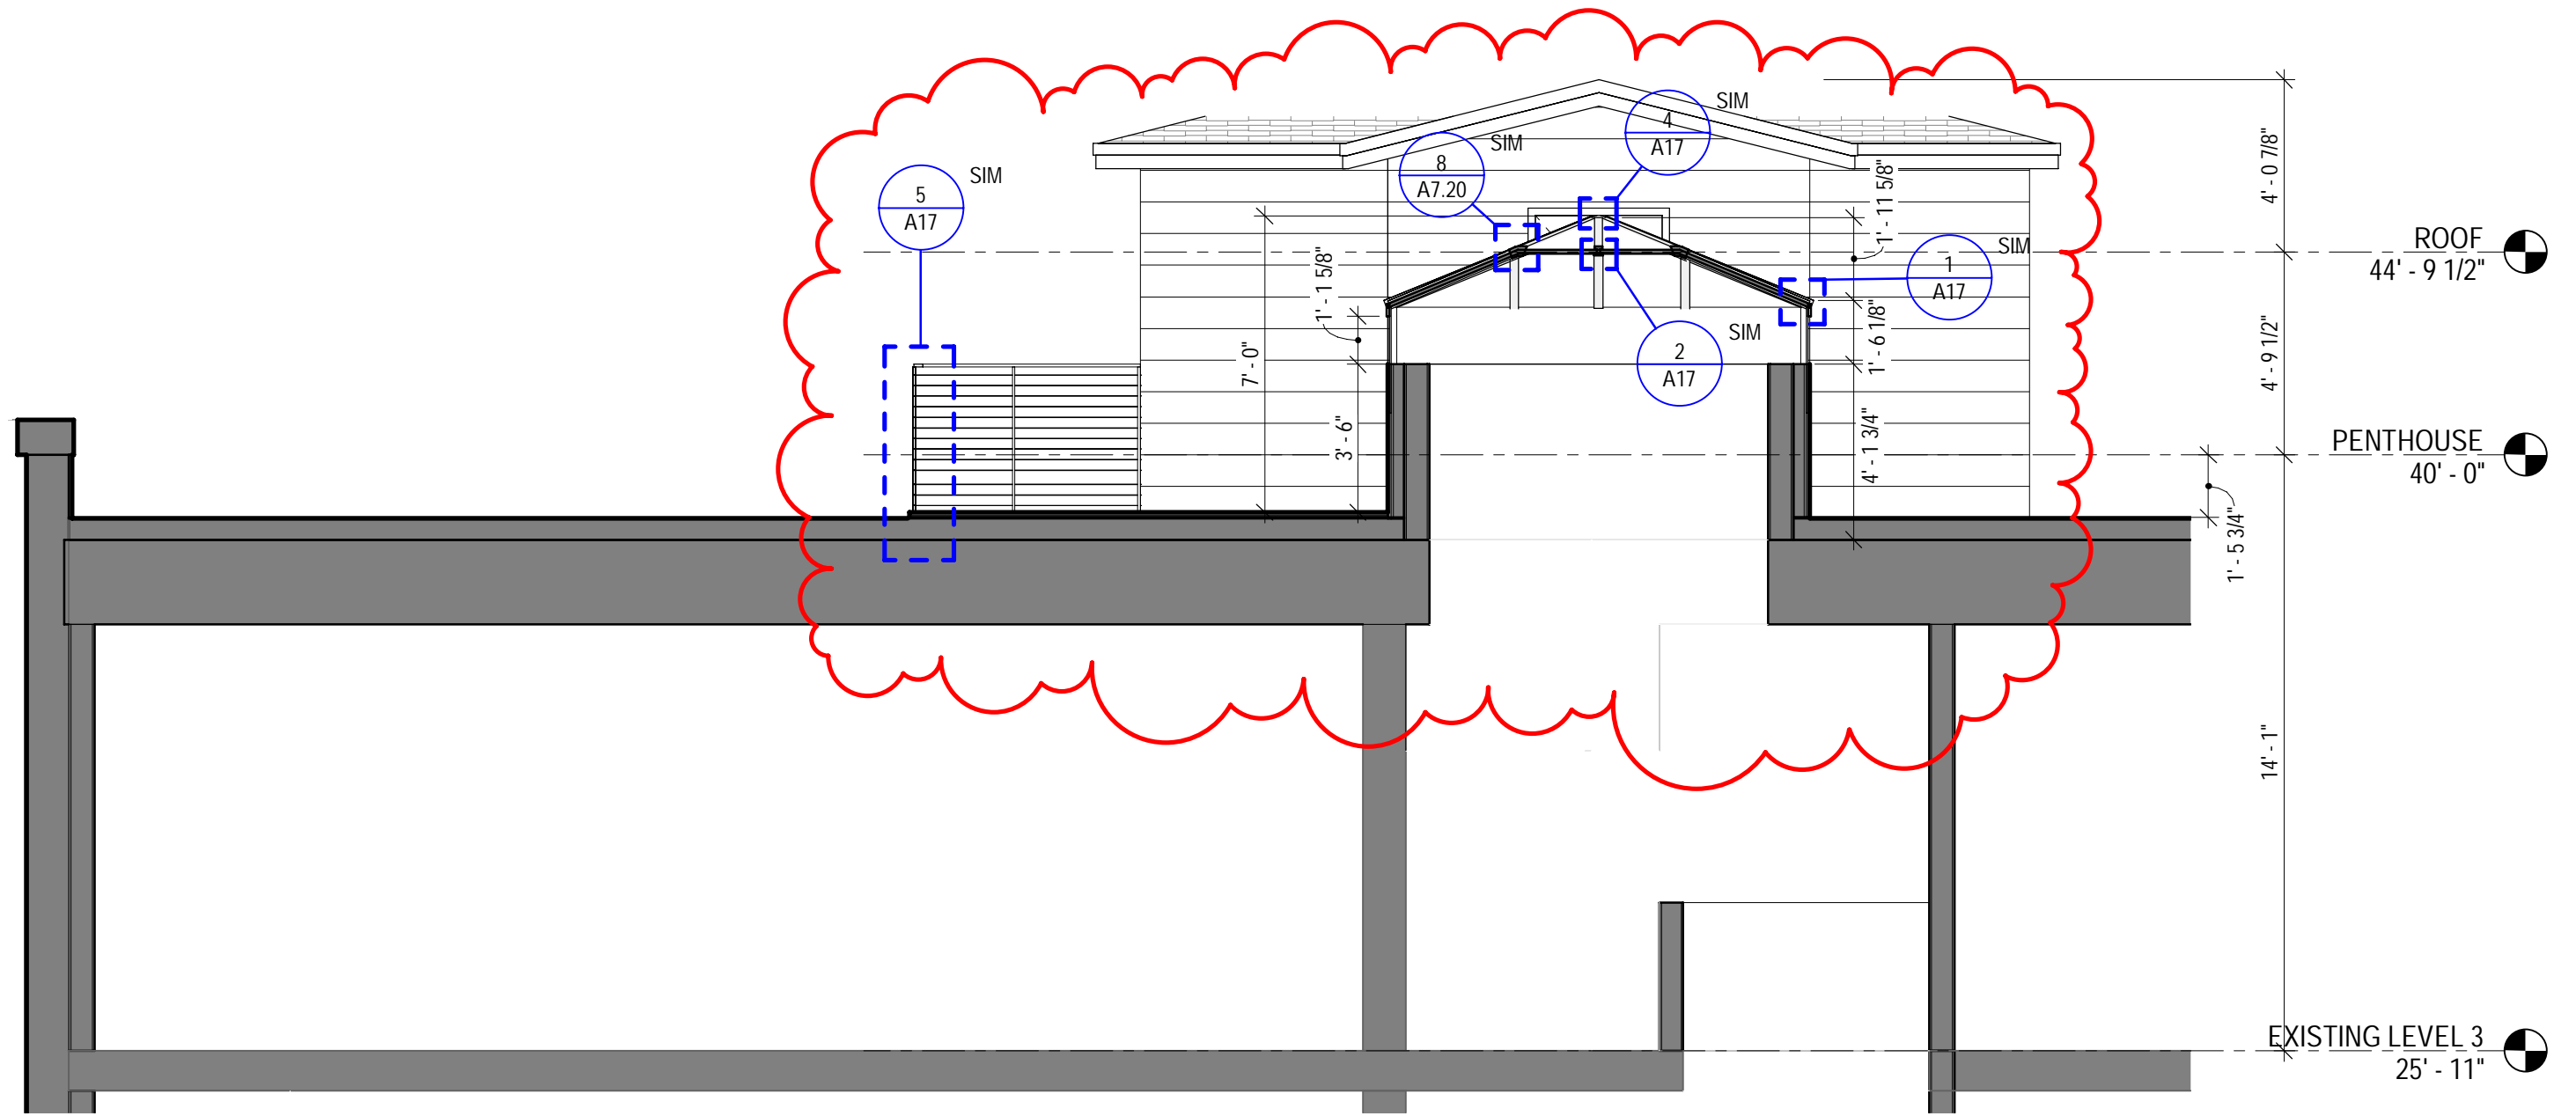 SIM
4
A17
SIM
8
A7.20
SIM
5
A17
4' - 0 7/8"
1' - 11 5/8"
ROOF
44' - 9 1/2"
SIM
1
A17
1' - 1 5/8"
1' - 6 1/8"
SIM
2
A17
7' - 0"
4' - 9 1/2"
3' - 6"
4' - 1 3/4"
PENTHOUSE
40' - 0"
1' - 5 3/4"
14' - 1"
EXISTING LEVEL 3
25' - 11"